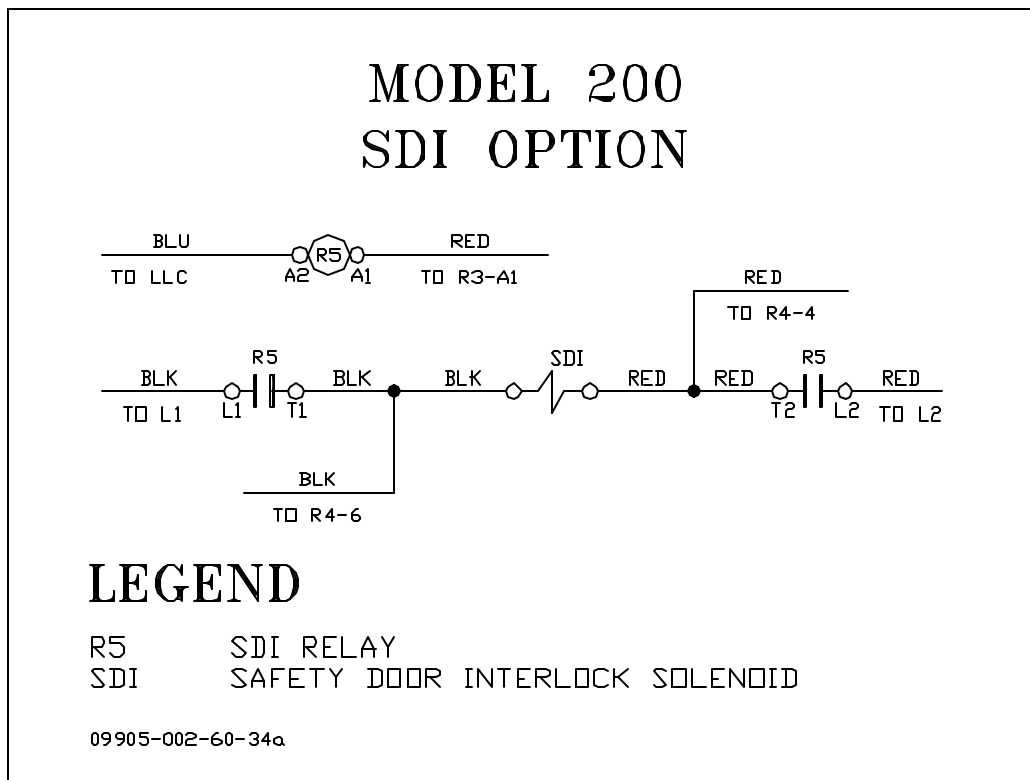 MODEL 200
SDI OPTION
BLU R5 RED
TO LLC A2 A1 TO R3-A1
RED
TO R4-4
R5 SDI R5
BLK BLK BLK RED RED RED
TO L1 L1 T1 T2 L2 TO L2
BLK
TO R4-6
LEGEND
R5 SDI RELAY
SDI SAFETY DOOR INTERLOCK SOLENOID
09905-002-60-34a